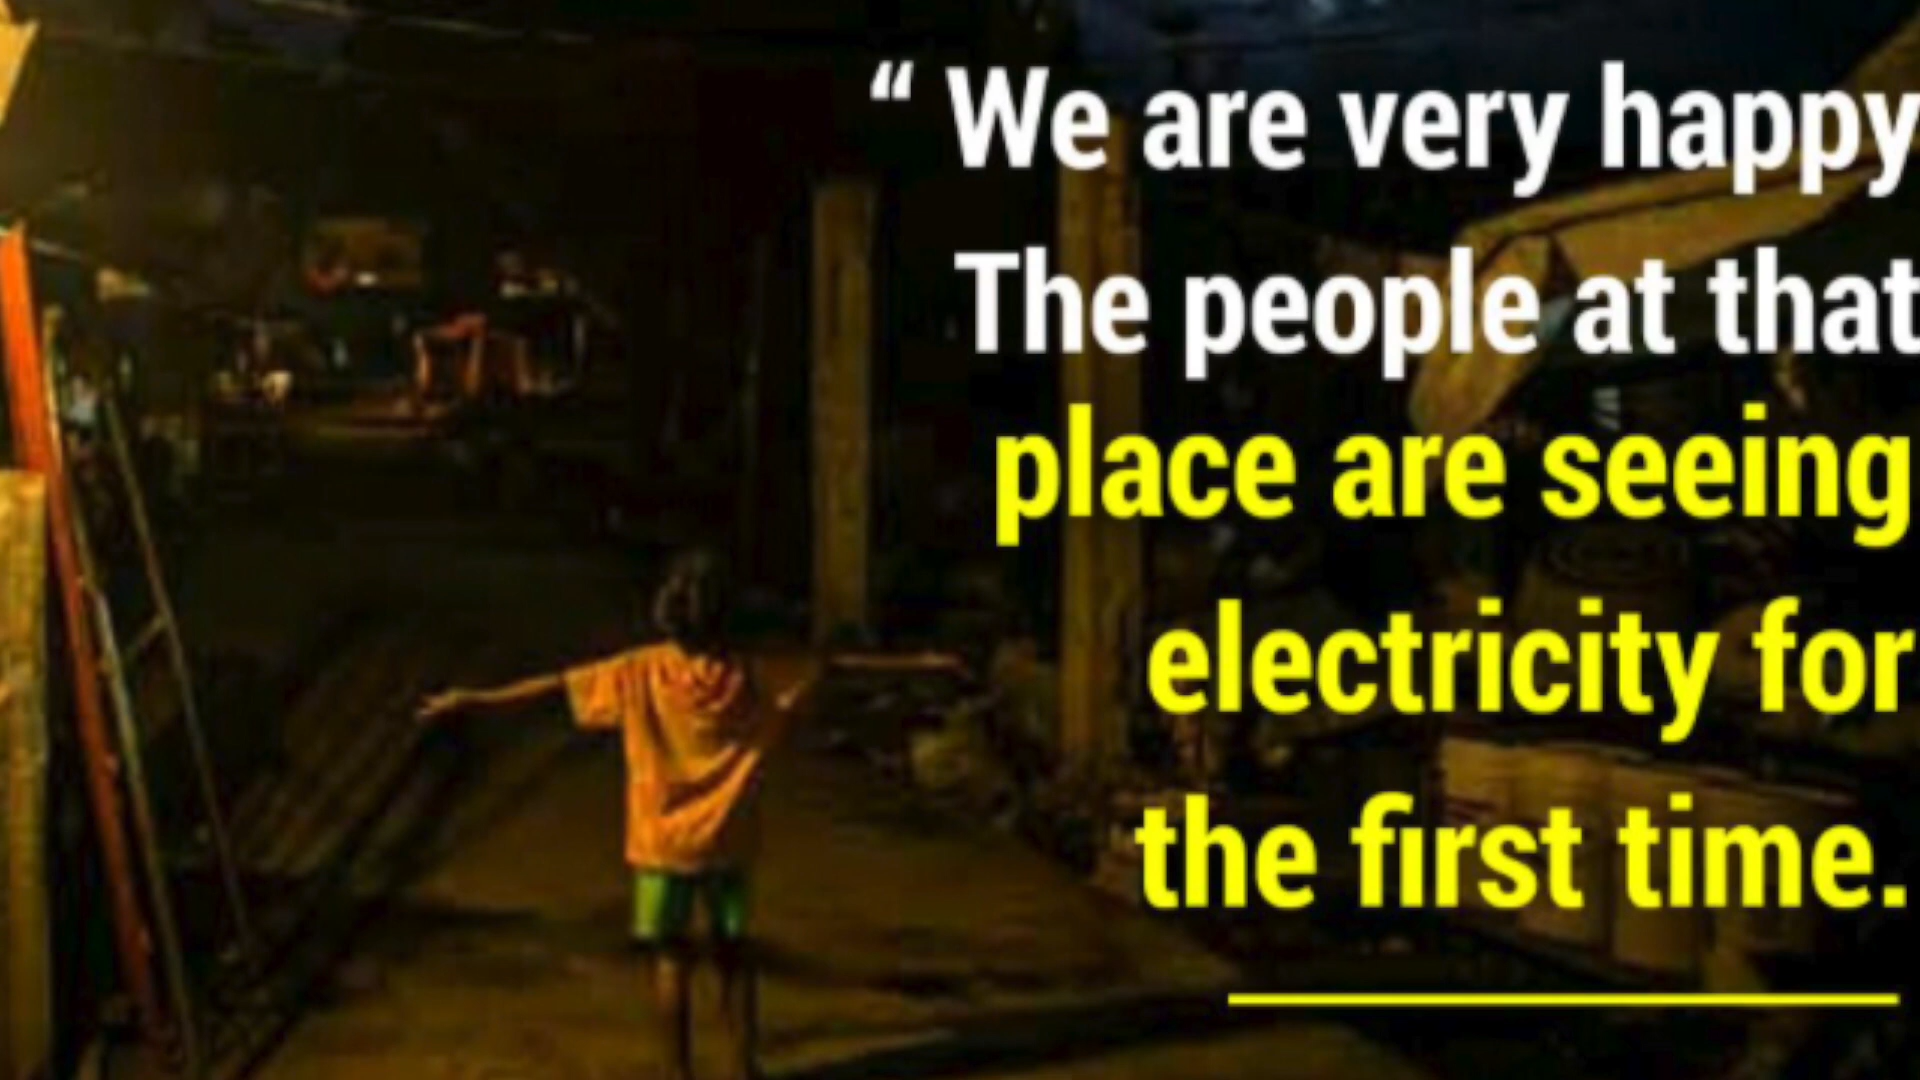 “ We are very happy
The people at that
place are seeing
electricity for
the first time.